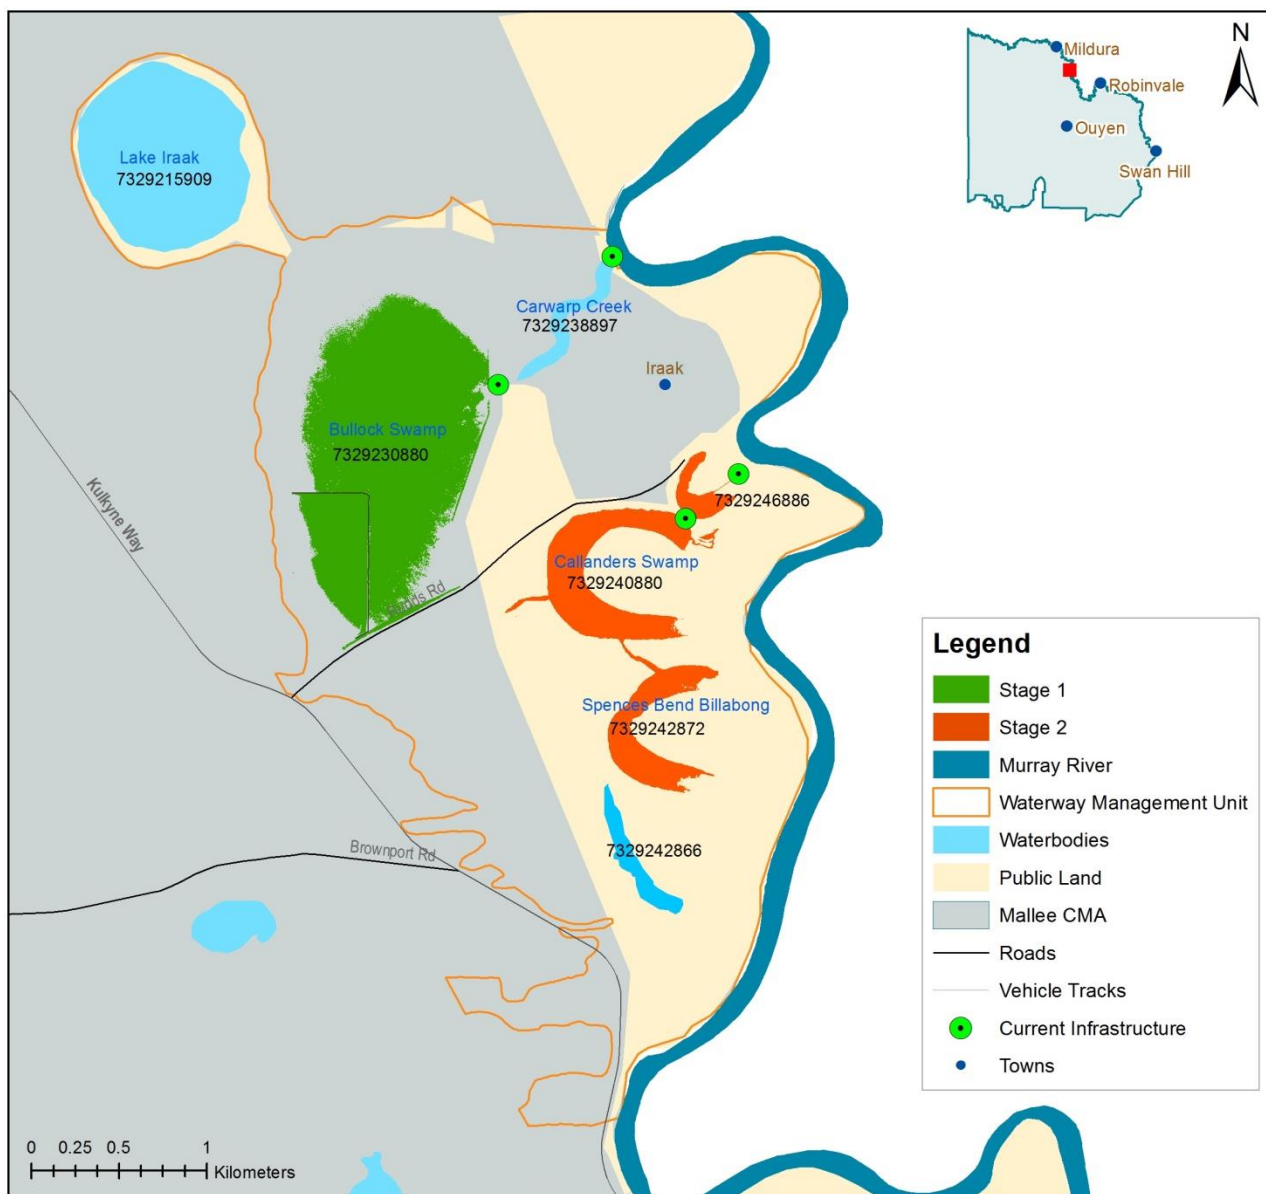 N
Mildura
Robinvale
Ouyen
Swan Hill
Lake Iraak
7329215909
Carwarp Creek
7329238897
Iraak
Bullock Swamp
7329230880
Kulkyne Way
7329246886
Callanders Swamp
7329240880
Spences Bend Billabong
7329242872
7329242866
Brownport Rd
Rd
Legend
Stage 1
Stage 2
Murray River
Waterway Management Unit
Waterbodies
Public Land
Mallee CMA
Roads
Vehicle Tracks
Current Infrastructure
Towns
0 0.25 0.5 1
Kilometers